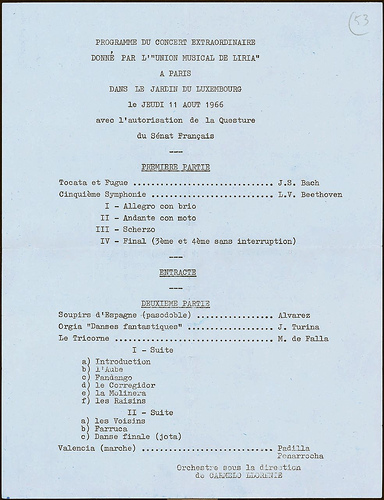 53
PROGRAMME DU CONCERT EXTRAORDINAIRE
DONNÉ PAR L'"UNION MUSICAL DE LIRIA"
A PARIS
DANS LE JARDIN DU LUXEMBOURG
le JEUDI 11 AOUT 1966
avec l'autorisation de la Questure
du Sénat Français
PREMIERE PARTIE
Tocata et Fugue .............................. J.S. Bach
Cinquième Symphonie .......................... L.V. Beethoven
I - Allegro con brio
II - Andante con moto
III - Scherzo
IV - Final (3ème et 4ème sans interruption)
ENTRACTE
DEUXIEME PARTIE
Soupirs d'Espagne (pasodoble) ................ Alvarez
Orgia "Danses fantastiques" .................. J. Turina
Le Tricorne .................................. M. de Falla
I - Suite
a) Introduction
b) l'Aube
c) Fandango
d) le Corregidor
e) la Molinera
f) les Raisins
II - Suite
a) les Voisins
b) Farruca
c) Danse finale (jota)
Valencia (marche) ............................ Padilla
Penarrocha
Orchestre sous la direction
de CARMELO LLORENTE